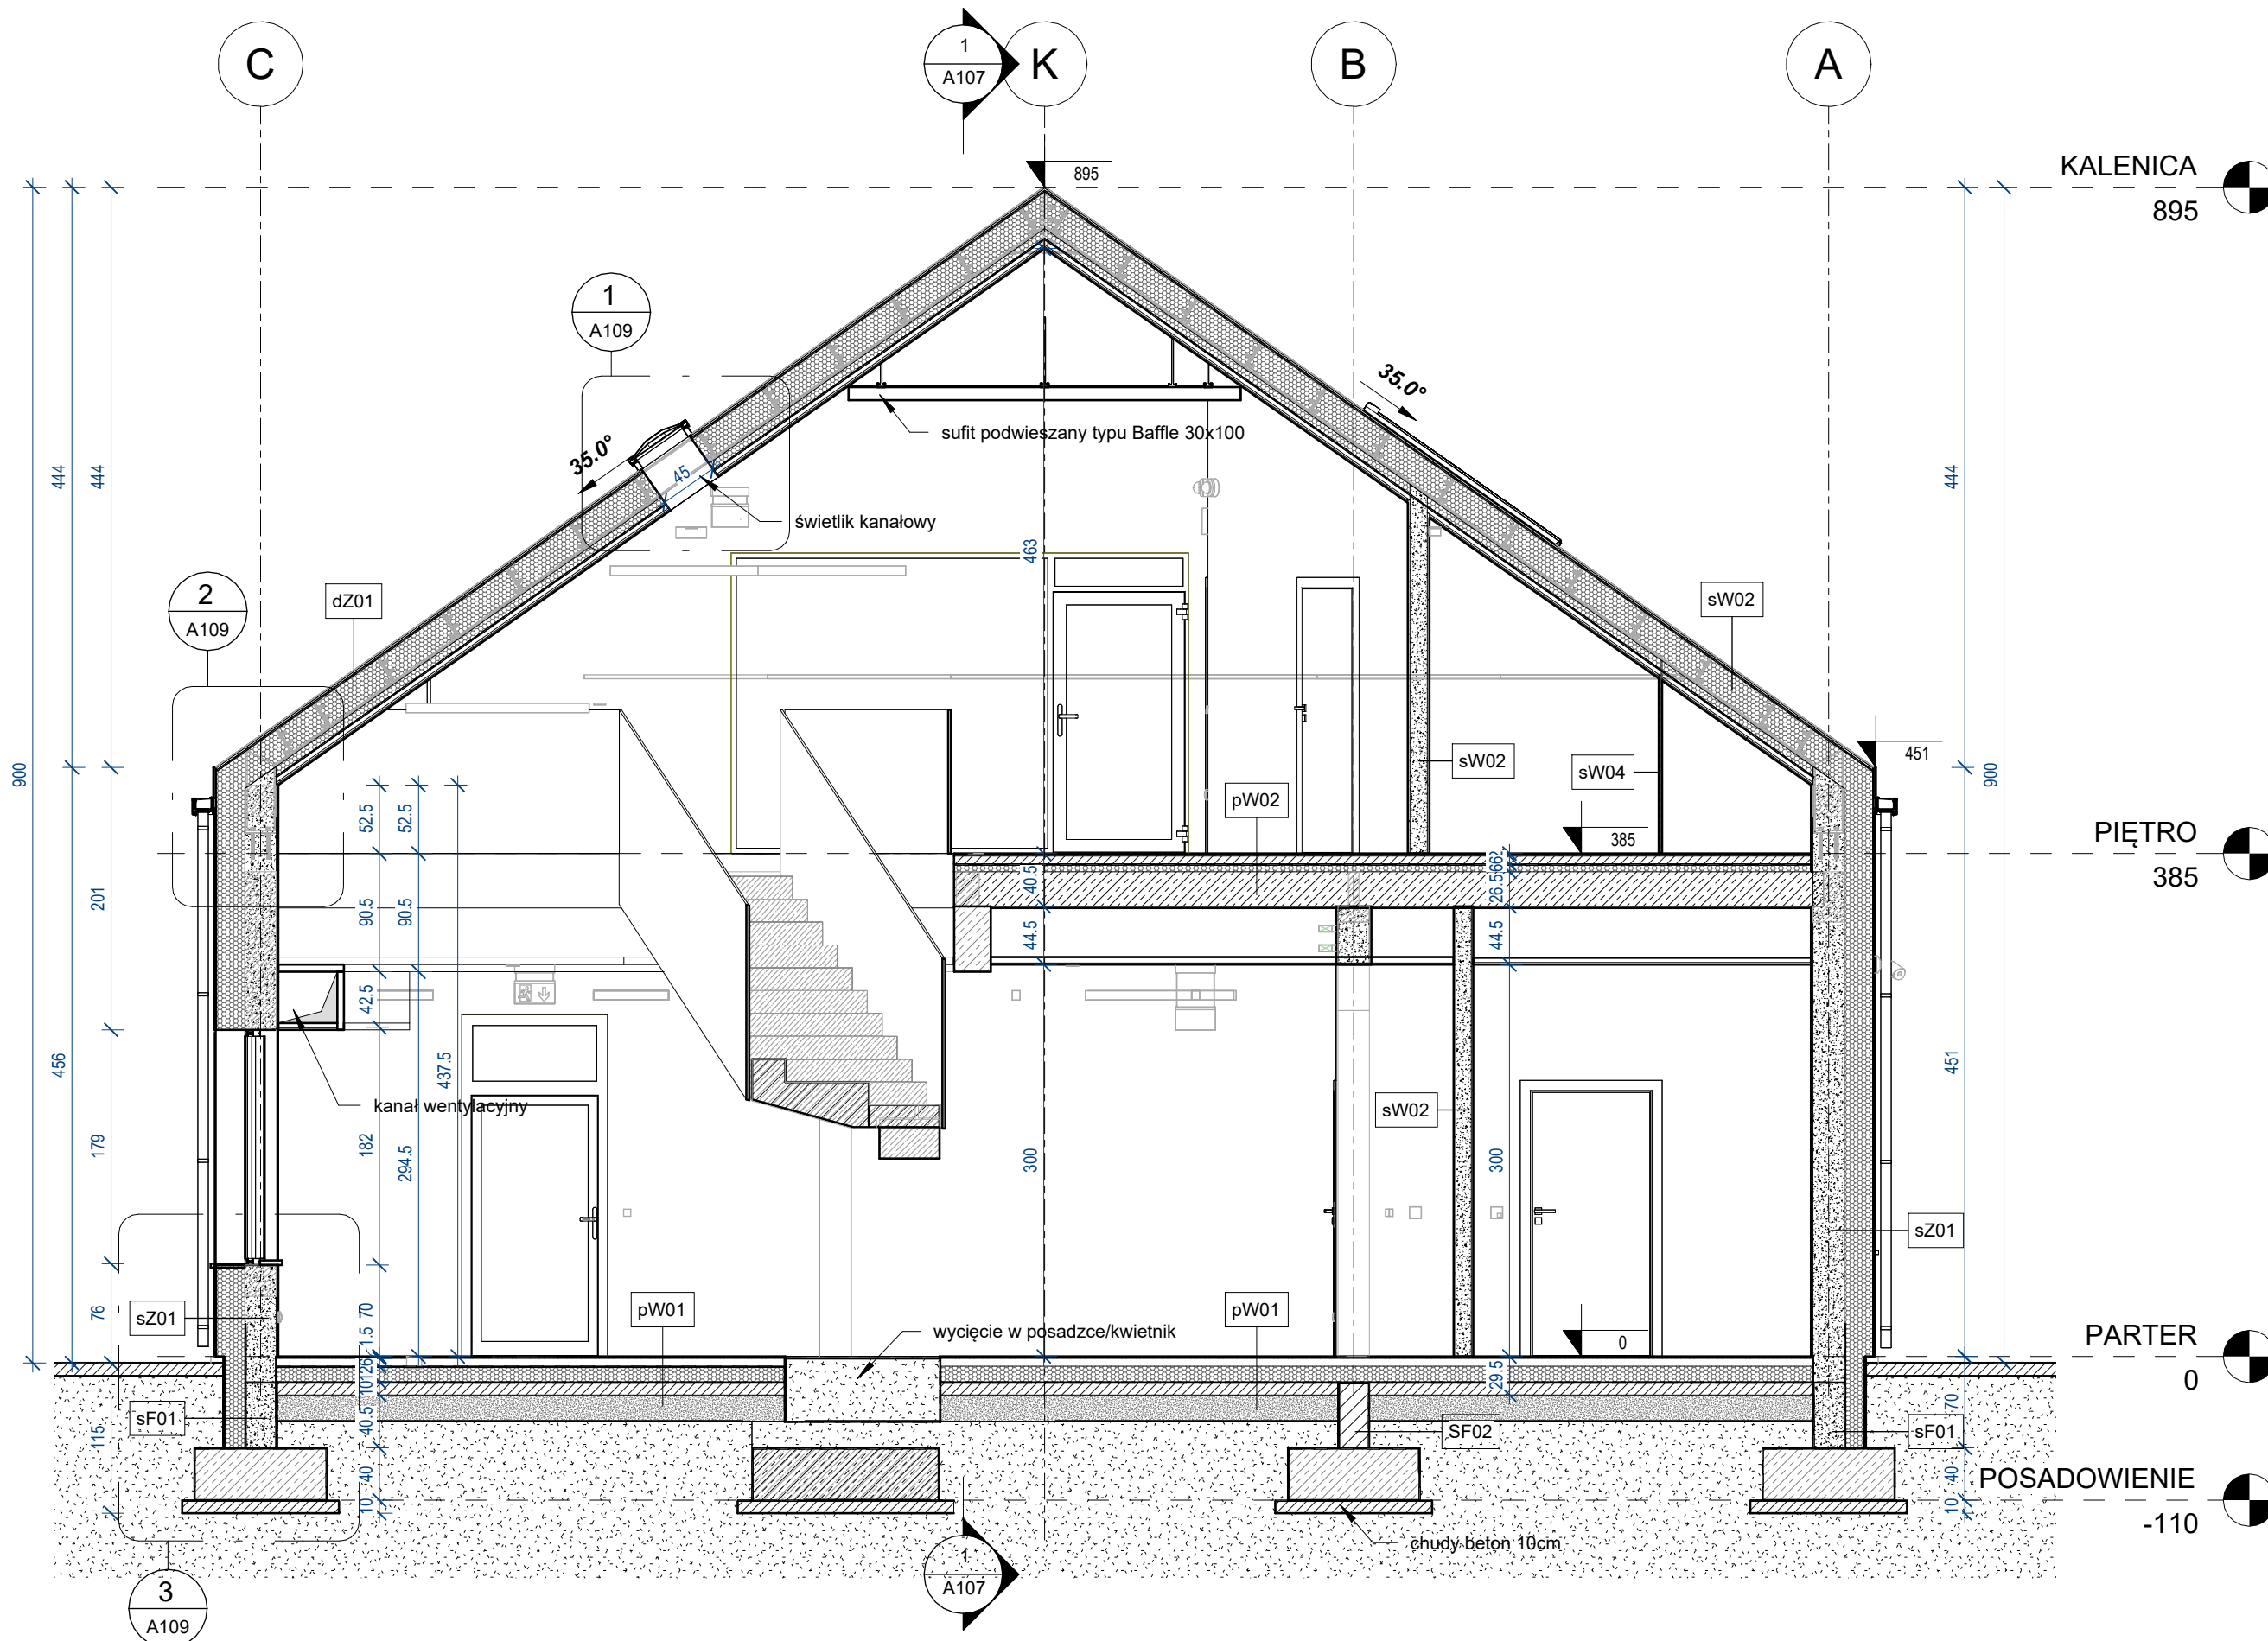 C
1
A107
K
B
A
895
KALENICA
895
1
A109
35.0°
sufit podwieszany typu Baffle 30x100
35.0°
45
świetlik kanałowy
444
444
444
463
2
A109
dZ01
sW02
451
900
900
52.5
52.5
sW02
sW04
pW02
385
PIĘTRO
385
201
90.5
90.5
40.5
26.5
44.5
44.5
42.5
437.5
456
kanał wentylacyjny
179
182
294.5
300
sW02
300
451
sZ01
76
sZ01
70
pW01
pW01
wycięcie w posadzce/kwietnik
0
PARTER
0
29.5
115
sF01
40.5
SF02
sF01
70
40
10
40
10
POSADOWIENIE
-110
chudy beton 10cm
1
A107
3
A109